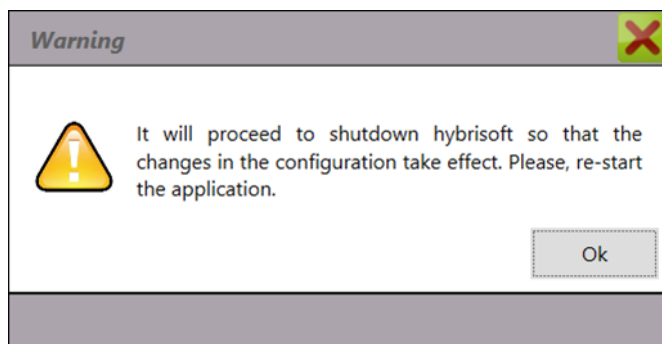 Warning
It will proceed to shutdown hybrisoft so that the
changes in the configuration take effect. Please, re-start
the application.
Ok